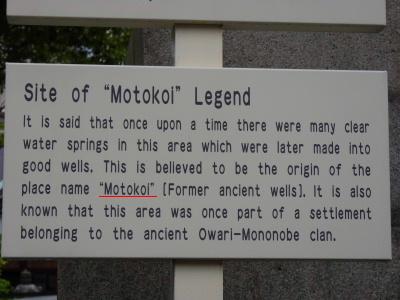 Site of “Motokoi” Legend
It is said that once upon a time there were many clear
water springs in this area which were later made into
good wells. This is believed to be the origin of the
place name “Motokoi” [Former ancient wells]. It is also
known that this area was once part of a settlement
belonging to the ancient Owari-Mononobe clan.